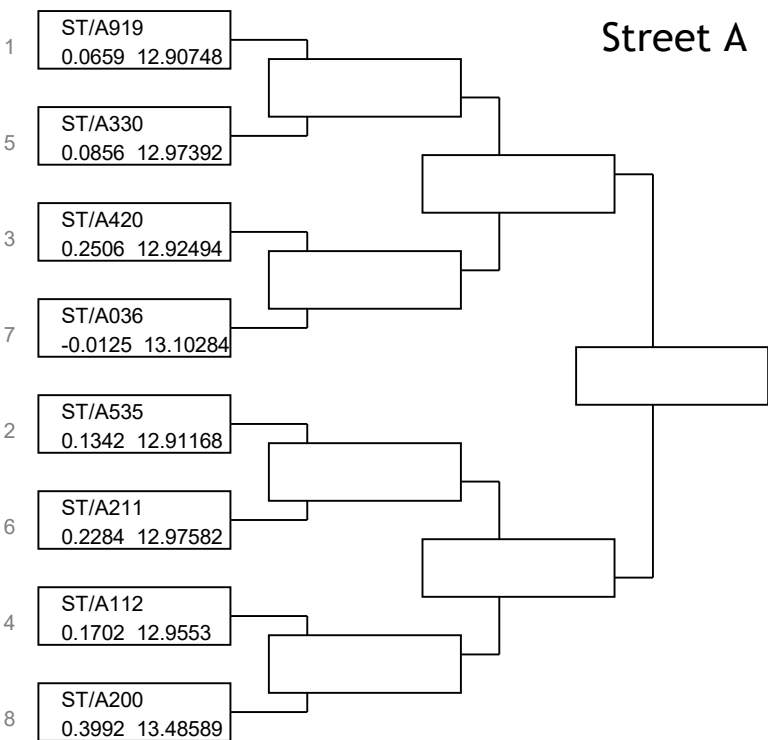 Street A
1
ST/A919
0.0659 12.90748
5
ST/A330
0.0856 12.97392
3
ST/A420
0.2506 12.92494
7
ST/A036
-0.0125 13.10284
2
ST/A535
0.1342 12.91168
6
ST/A211
0.2284 12.97582
4
ST/A112
0.1702 12.9553
8
ST/A200
0.3992 13.48589